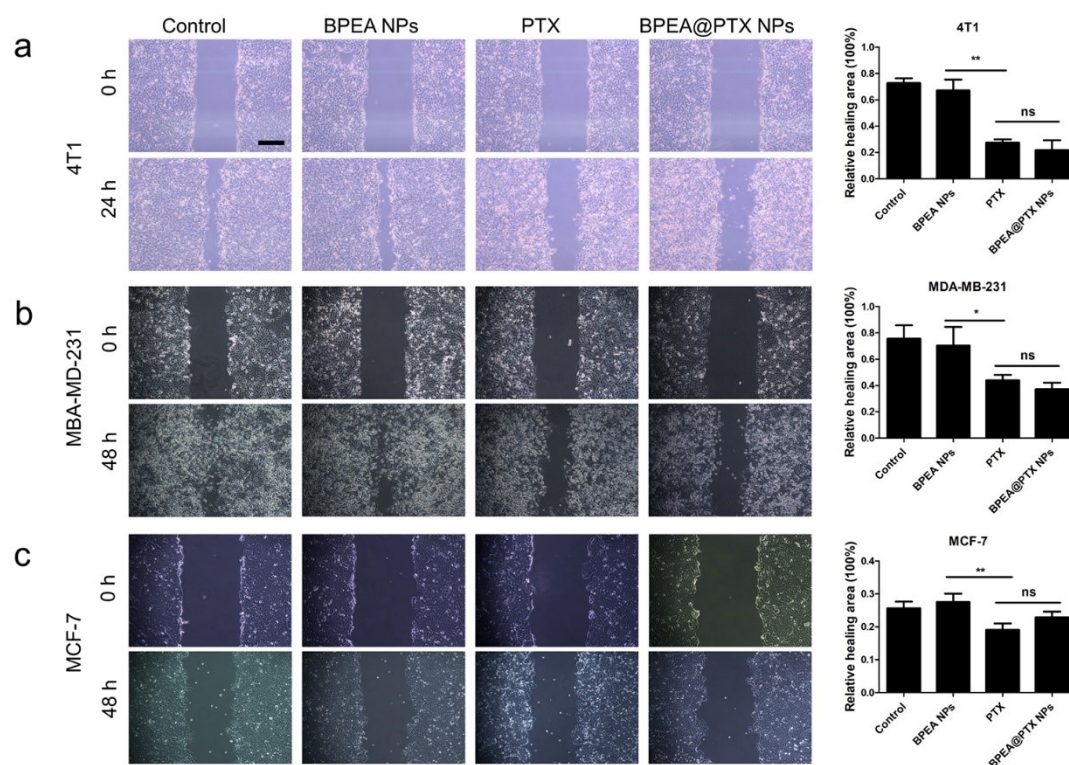 Control BPEA NPs PTX BPEA@PTX NPs
a
4T1
0 h
24 h
4T1
Relative healing area (100%)
1.0
0.8
0.6
0.4
0.2
0.0
**
ns
Control
BPEA NPs
PTX
BPEA@PTX NPs
b
MBA-MD-231
0 h
48h
MDA-MB-231
Relative healing area (100%)
1.0
0.8
0.6
0.4
0.2
0.0
*
ns
Control
BPEA NPs
PTX
BPEA@PTX NPs
c
MCF-7
0 h
48h
MCF-7
Relative healing area (100%)
0.4
0.3
0.2
0.1
0.0
**
ns
Control
BPEA NPs
PTX
BPEA@PTX NPs